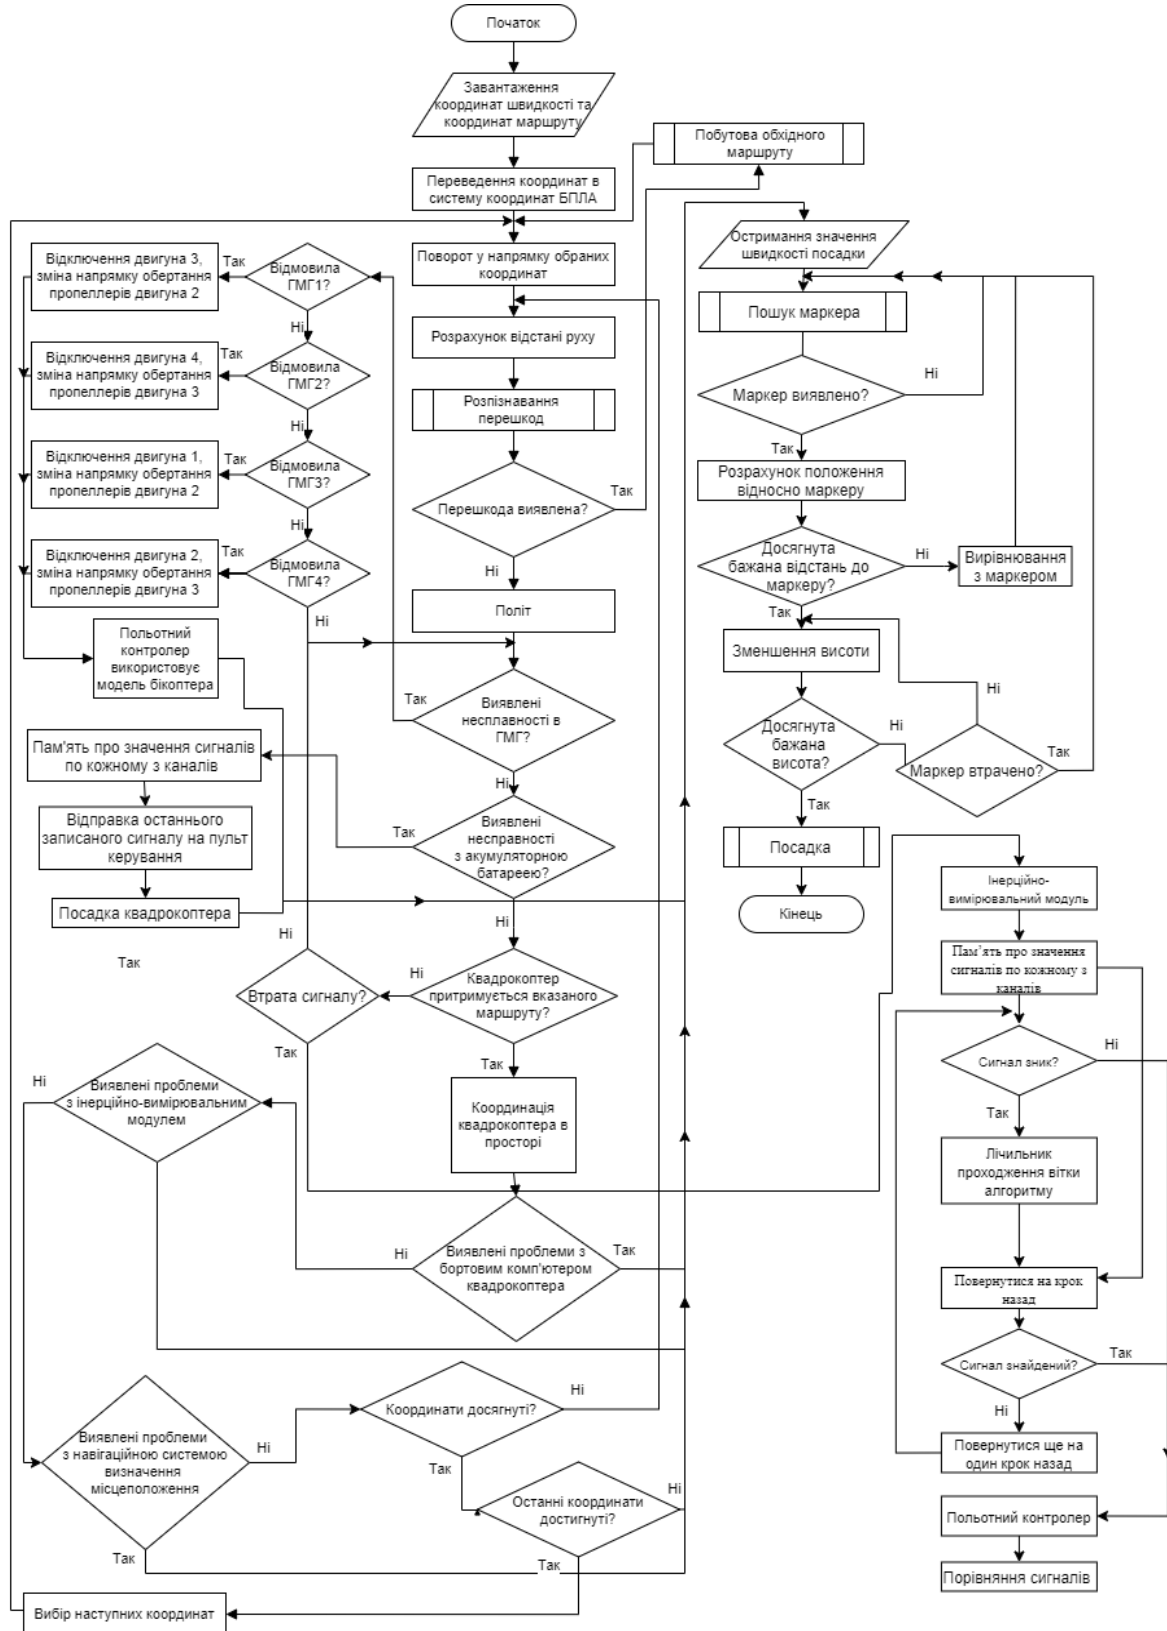 Початок
Завантаження
координат швидкості та
координат маршруту
Побутова обхідного
маршруту
Переведення координат в
систему координат БПЛА
Остримання значення
швидкості посадки
Поворот у напрямку обраних
координат
Відключення двигуна 3,
зміна напрямку обертання
пропеллерів двигуна 2
Так
Відмовила
ГМГ1?
Ні
Пошук маркера
Розрахунок відстані руху
Відключення двигуна 4,
зміна напрямку обертання
пропеллерів двигуна 3
Так
Відмовила
ГМГ2?
Ні
Розпізнавання
перешкод
Маркер виявлено?
Ні
Так
Відключення двигуна 1,
зміна напрямку обертання
пропеллерів двигуна 2
Так
Відмовила
ГМГ3?
Ні
Перешкода виявлена?
Так
Ні
Розрахунок положення
відносно маркеру
Відключення двигуна 2,
зміна напрямку обертання
пропеллерів двигуна 3
Так
Відмовила
ГМГ4?
Ні
Досягнута
бажана відстань до
маркеру?
Ні
Так
Вирівнювання
з маркером
Політ
Польотний
контролер
використовує
модель бікоптера
Зменшення висоти
Виявлені
несплавності в
ГМГ?
Так
Ні
Досягнута
бажана
висота?
Ні
Так
Маркер втрачено?
Ні
Так
Пам'ять про значення сигналів
по кожному з каналів
Відправка останнього
записаного сигналу на пульт
керування
Посадка квадрокоптера
Виявлені
несправності
з акумуляторною
батареєю?
Так
Ні
Посадка
Кінець
Інерційно-
вимірювальний модуль
Пам’ять про значення
сигналів по кожному з
каналів
Так
Втрата сигналу?
Ні
Так
Квадрокоптер
притримується вказаного
маршруту?
Ні
Так
Сигнал зник?
Ні
Так
Виявлені проблеми
з інерційно-вимірювальним
модулем
Ні
Координація
квадрокоптера в
просторі
Лічильник
проходження вітки
алгоритму
Виявлені проблеми з
бортовим комп'ютером
квадрокоптера
Ні
Так
Повернутися на крок
назад
Сигнал знайдений?
Так
Ні
Виявлені проблеми
з навігаційною системою
визначення
місцеположення
Ні
Так
Координати досягнуті?
Ні
Так
Повернутися ще на
один крок назад
Останні координати
достигнуті?
Ні
Так
Польотний контролер
Порівняння сигналів
Вибір наступних координат